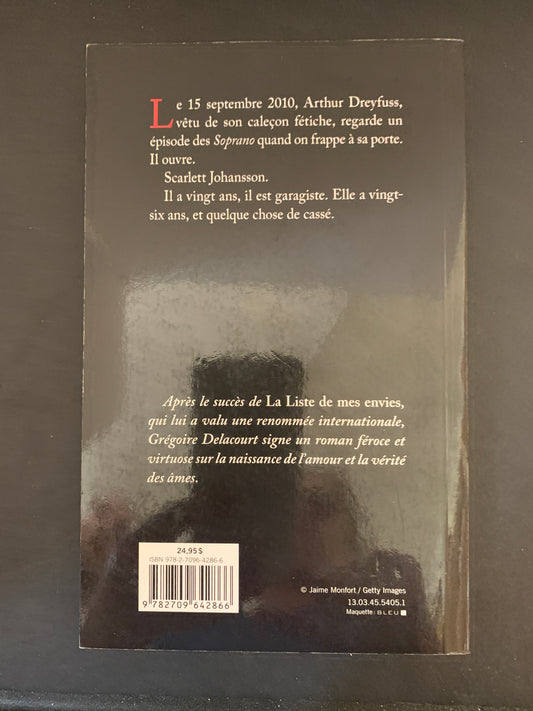 Le 15 septembre 2010, Arthur Dreyfuss,
vêtu de son caleçon fétiche, regarde un
épisode des Soprano quand on frappe à sa porte.
Il ouvre.
Scarlett Johansson.
Il a vingt ans, il est garagiste. Elle a vingt-
six ans, et quelque chose de cassé.
Après le succès de La Liste de mes envies,
qui lui a valu une renommée internationale,
Grégoire Delacourt signe un roman féroce et
virtuose sur la naissance de l'amour et la vérité
des âmes.
24,95 $
ISBN 978-2-7096-4286-6
9 782709 642866
© Jaime Monfort / Getty Images
13.03.45.5405.1
Maquette : BLEU